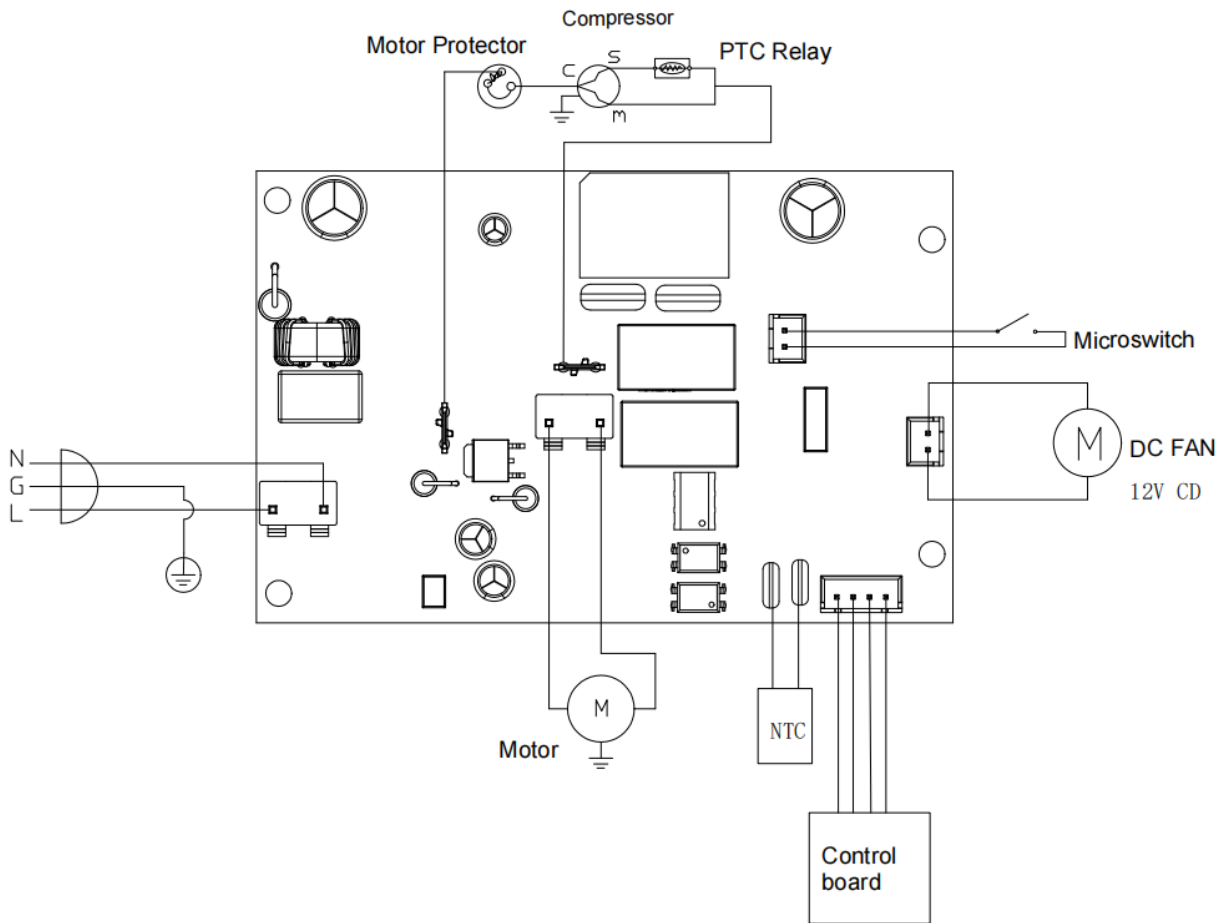 Compressor
Motor Protector
PTC Relay
C
S
m
Microswitch
M
DC FAN
12V CD
N
G
L
M
Motor
NTC
Control
board